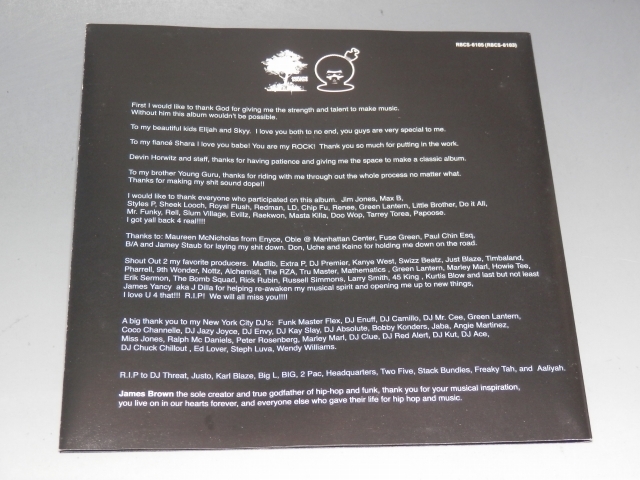 RBCS-0165 (RBCS-0163)
First I would like to thank God for giving me the strength and talent to make music.
Without him this album wouldn't be possible.
To my beautiful kids Elijah and Skyy. I love you both to no end, you guys are very special to me.
To my fiancé Shara I love you babe! You are my ROCK! Thank you so much for putting in the work.
Devin Horwitz and staff, thanks for having patience and giving me the space to make a classic album.
To my brother Young Guru, thanks for riding with me through out the whole process no matter what.
Thanks for making my shit sound dope!!
I would like to thank everyone who participated on this album. Jim Jones, Max B,
Styles P, Sheek Looch, Royal Flush, Redman, LD, Chip Fu, Renee, Green Lantern, Little Brother, Do it All,
Mr. Funky, Rell, Slum Village, Evillz, Raekwon, Masta Killa, Doo Wop, Tarrey Torea, Papoose.
I got yall back 4 real!!!!
Thanks to: Maureen McNicholas from Enyce, Obie @ Manhattan Center, Fuse Green, Paul Chin Esq,
B/A and Jamey Staub for laying my shit down. Don, Uche and Keino for holding me down on the road.
Shout Out 2 my favorite producers. Madlib, Extra P, DJ Premier, Kanye West, Swizz Beatz, Just Blaze, Timbaland,
Pharrell, 9th Wonder, Nottz, Alchemist, The RZA, Tru Master, Mathematics , Green Lantern, Marley Marl, Howie Tee,
Erik Sermon, The Bomb Squad, Rick Rubin, Russell Simmons, Larry Smith, 45 King , Kurtis Blow and last but not least
James Yancy aka J Dilla for helping re-awaken my musical spirit and opening me up to new things,
I love U 4 that!!! R.I.P! We will all miss you!!!!
A big thank you to my New York City DJ's: Funk Master Flex, DJ Enuff, DJ Camillo, DJ Mr. Cee, Green Lantern,
Coco Channelle, DJ Jazy Joyce, DJ Envy, DJ Kay Slay, DJ Absolute, Bobby Konders, Jaba, Angie Martinez,
Miss Jones, Ralph Mc Daniels, Peter Rosenberg, Marley Marl, DJ Clue, DJ Red Alert, DJ Kut, DJ Ace,
DJ Chuck Chillout , Ed Lover, Steph Luva, Wendy Williams.
R.I.P to DJ Threat, Justo, Karl Blaze, Big L, BIG, 2 Pac, Headquarters, Two Five, Stack Bundles, Freaky Tah, and Aaliyah.
James Brown the sole creator and true godfather of hip-hop and funk, thank you for your musical inspiration,
you live on in our hearts forever, and everyone else who gave their life for hip hop and music.